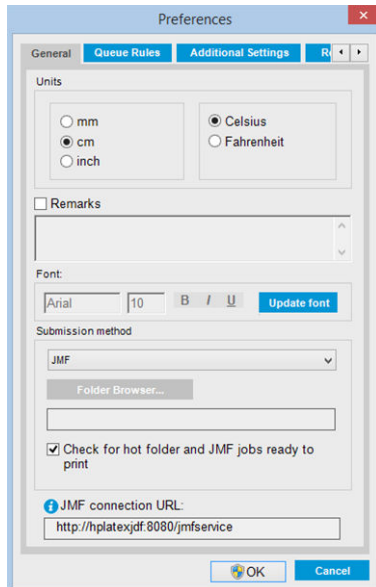 Preferences
General
Queue Rules
Additional Settings
Units
mm
cm
inch
Celsius
Fahrenheit
Remarks
Font:
Arial
10
B I U
Update font
Submission method
JMF
Folder Browser...
Check for hot folder and JMF jobs ready to
print
JMF connection URL:
http://hplatexjdf:8080/jmfservice
OK
Cancel